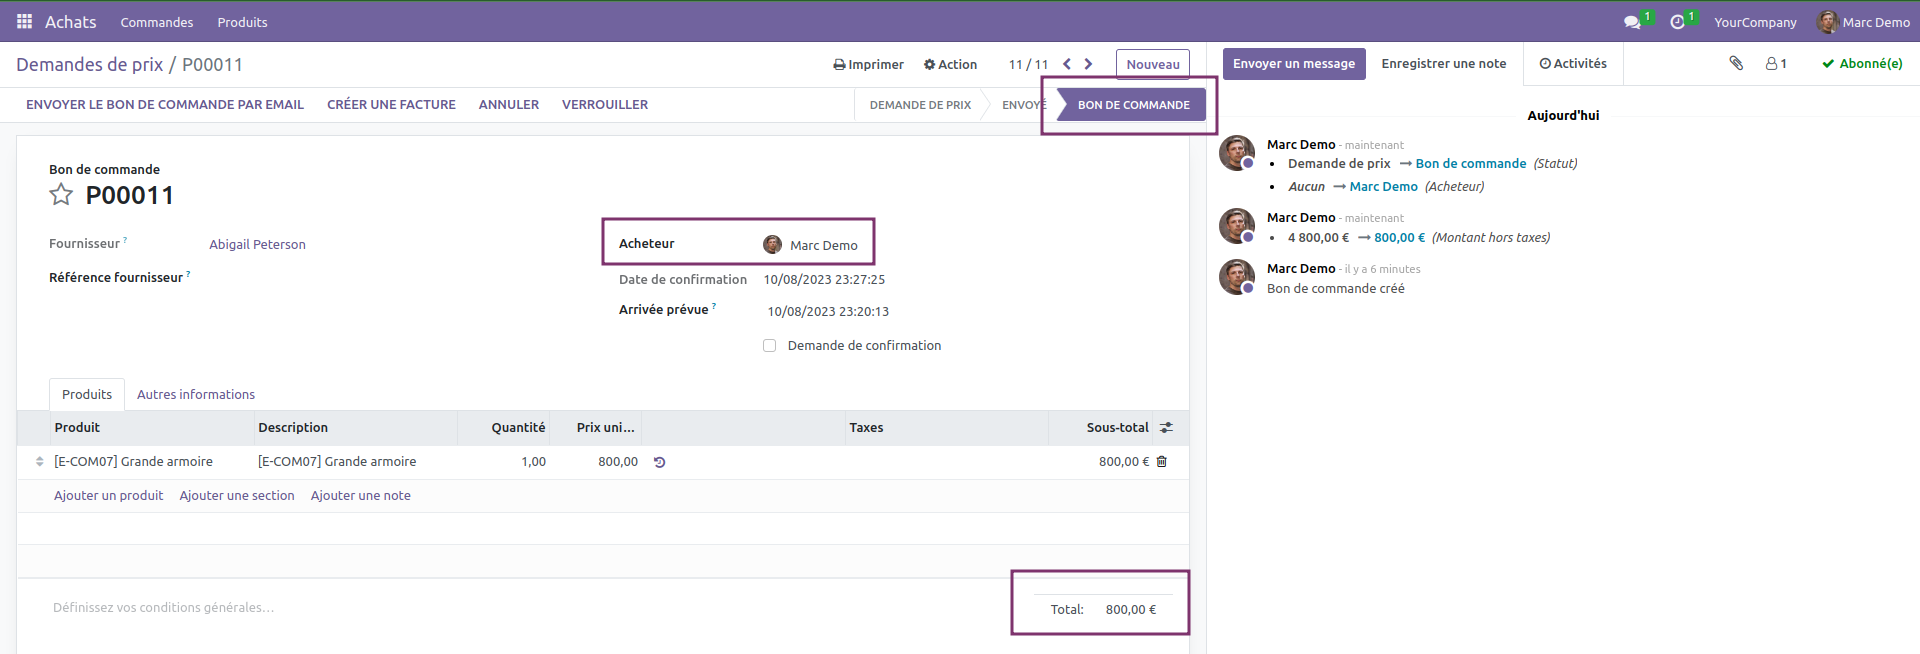 Achats Commandes Produits 1 1 YourCompany Marc Demo
Demandes de prix / P00011 Imprimer Action 11 / 11 Nouveau
ENVOYER LE BON DE COMMANDE PAR EMAIL CRÉER UNE FACTURE ANNULER VERROUILLER DEMANDE DE PRIX ENVOYÉ BON DE COMMANDE
Bon de commande
P00011
Fournisseur ? Abigail Peterson
Référence fournisseur ?
Acheteur Marc Demo
Date de confirmation 10/08/2023 23:27:25
Arrivée prévue ? 10/08/2023 23:20:13
Demande de confirmation
Produits Autres informations
Produit Description Quantité Prix uni... Taxes Sous-total
[E-COM07] Grande armoire [E-COM07] Grande armoire 1,00 800,00 800,00 €
Ajouter un produit Ajouter une section Ajouter une note
Définissez vos conditions générales...
Total: 800,00 €
Envoyer un message Enregistrer une note Activités 1 Abonné(e)
Aujourd'hui
Marc Demo - maintenant
• Demande de prix → Bon de commande (Statut)
• Aucun → Marc Demo (Acheteur)
Marc Demo - maintenant
• 4 800,00 € → 800,00 € (Montant hors taxes)
Marc Demo - il y a 6 minutes
Bon de commande créé